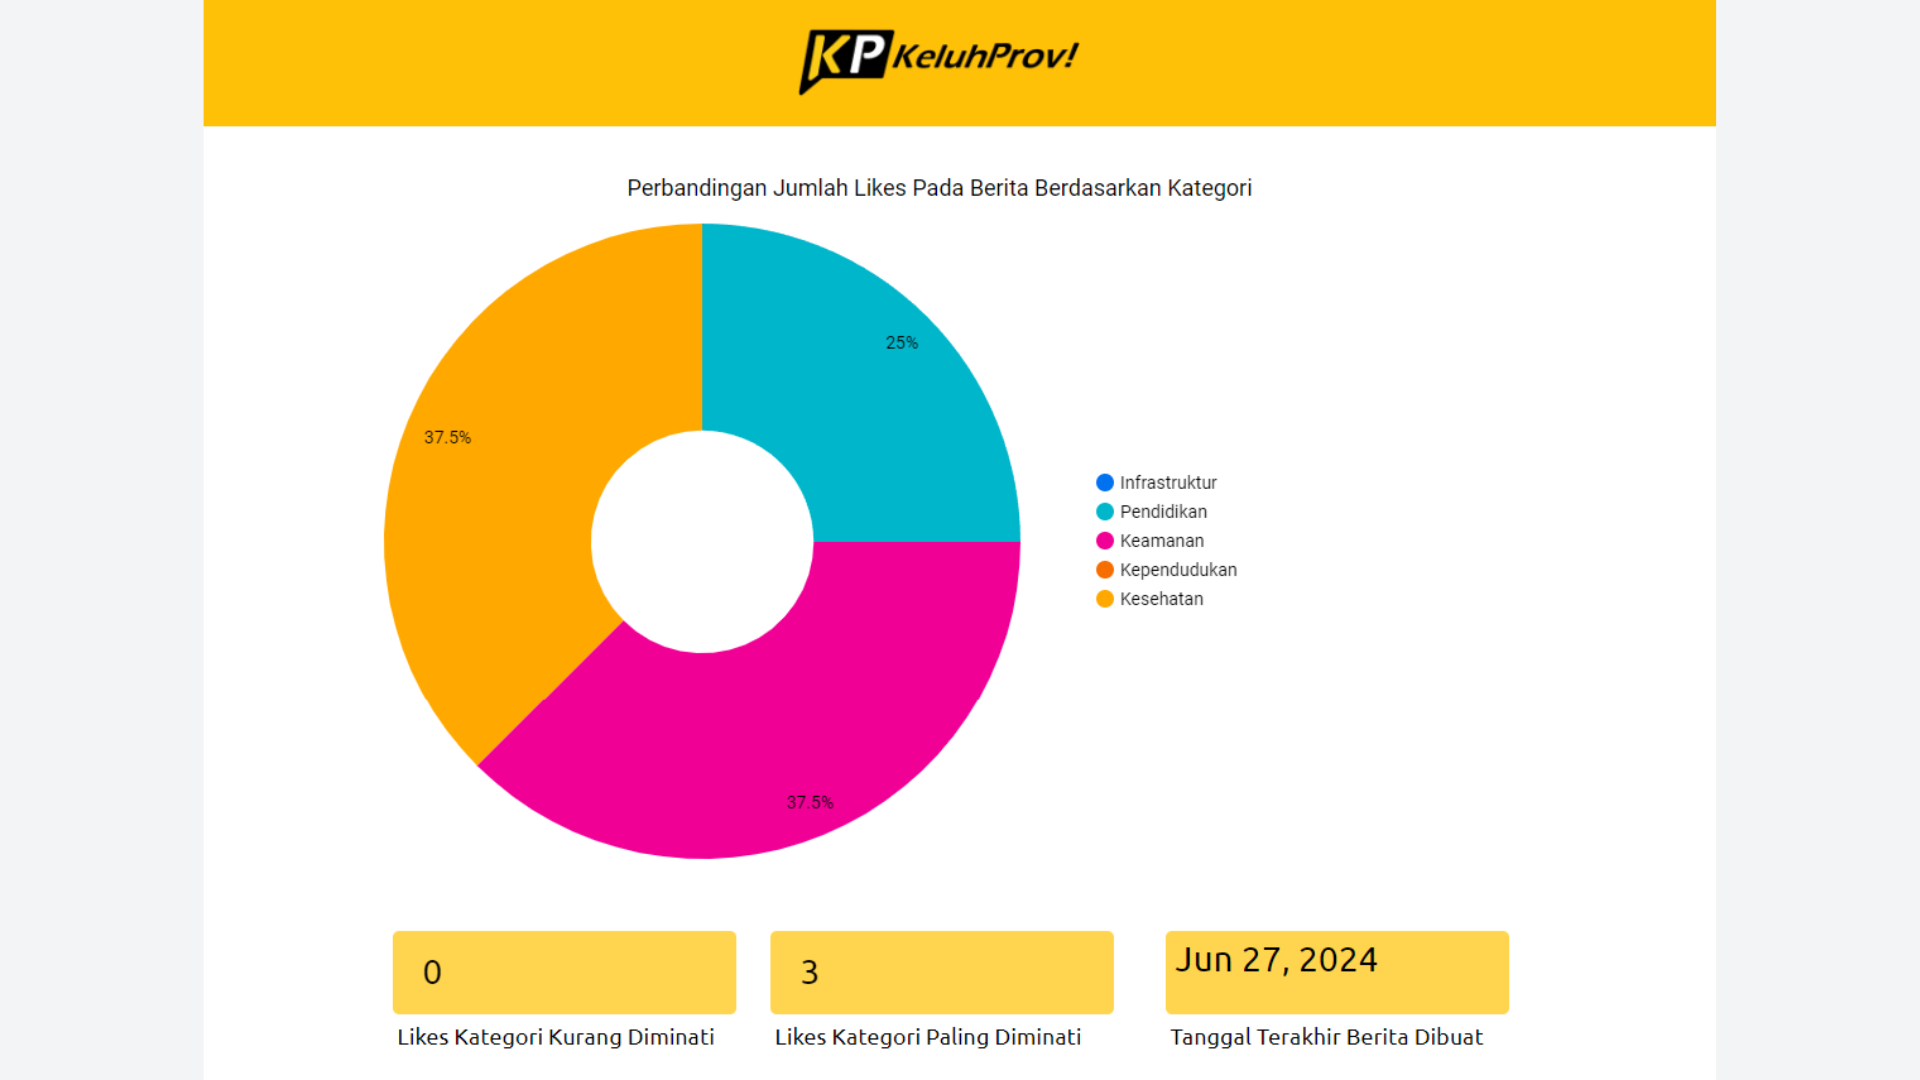 KP KeluhProv!
Perbandingan Jumlah Likes Pada Berita Berdasarkan Kategori
25%
37.5%
37.5%
Infrastruktur
Pendidikan
Keamanan
Kependudukan
Kesehatan
0
Likes Kategori Kurang Diminati
3
Likes Kategori Paling Diminati
Jun 27, 2024
Tanggal Terakhir Berita Dibuat